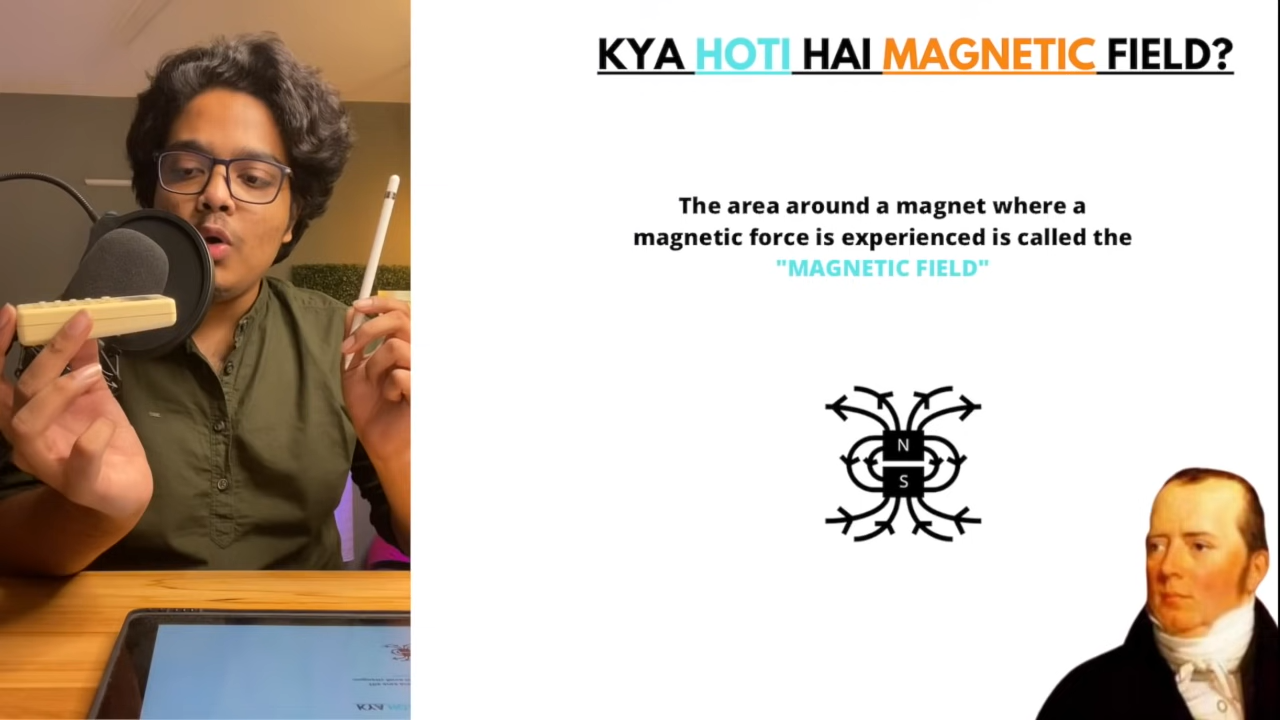 KYA HOTI HAI MAGNETIC FIELD?
The area around a magnet where a
magnetic force is experienced is called the
"MAGNETIC FIELD"
N
S